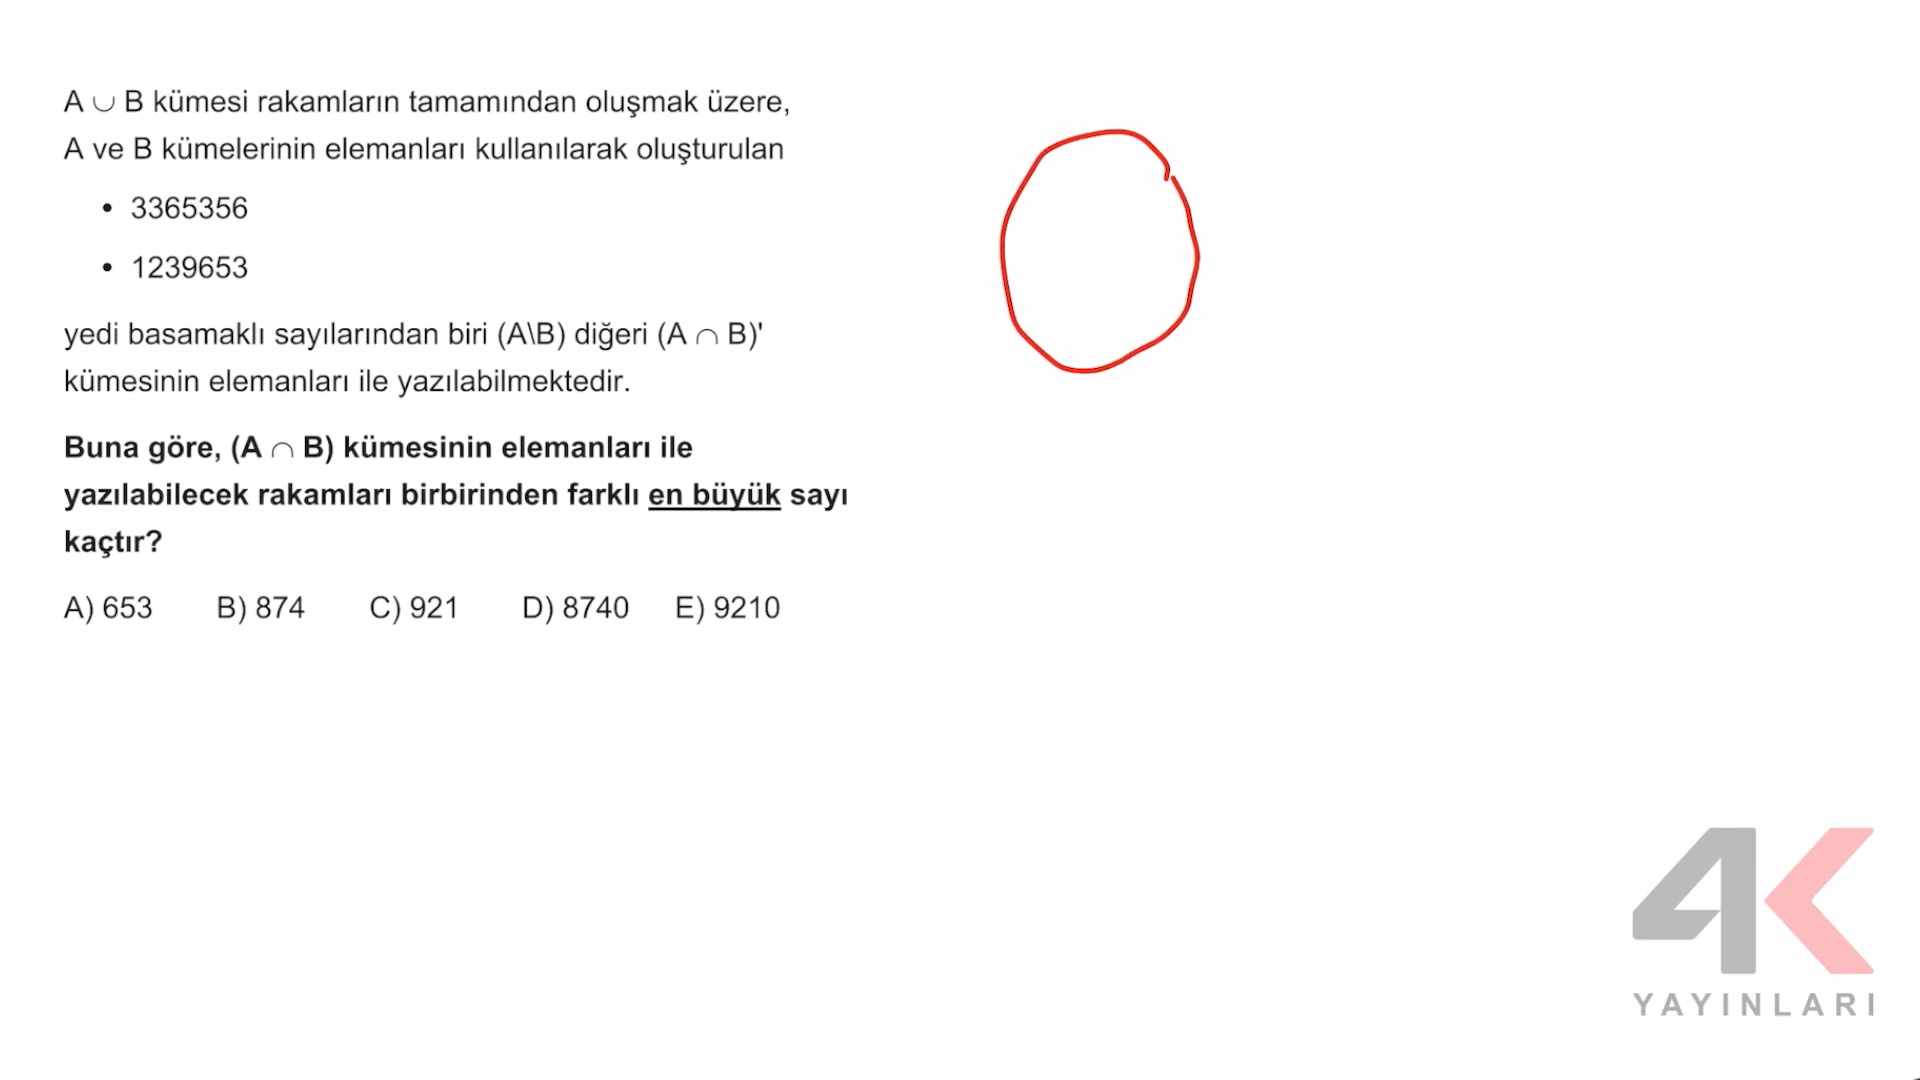 A ∪ B kümesi rakamların tamamından oluşmak üzere,
A ve B kümelerinin elemanları kullanılarak oluşturulan
• 3365356
• 1239653
yedi basamaklı sayılarından biri (A\B) diğeri (A ∩ B)'
kümesinin elemanları ile yazılabilmektedir.
Buna göre, (A ∩ B) kümesinin elemanları ile
yazılabilecek rakamları birbirinden farklı en büyük sayı
kaçtır?
A) 653 B) 874 C) 921 D) 8740 E) 9210
4K
YAYINLARI